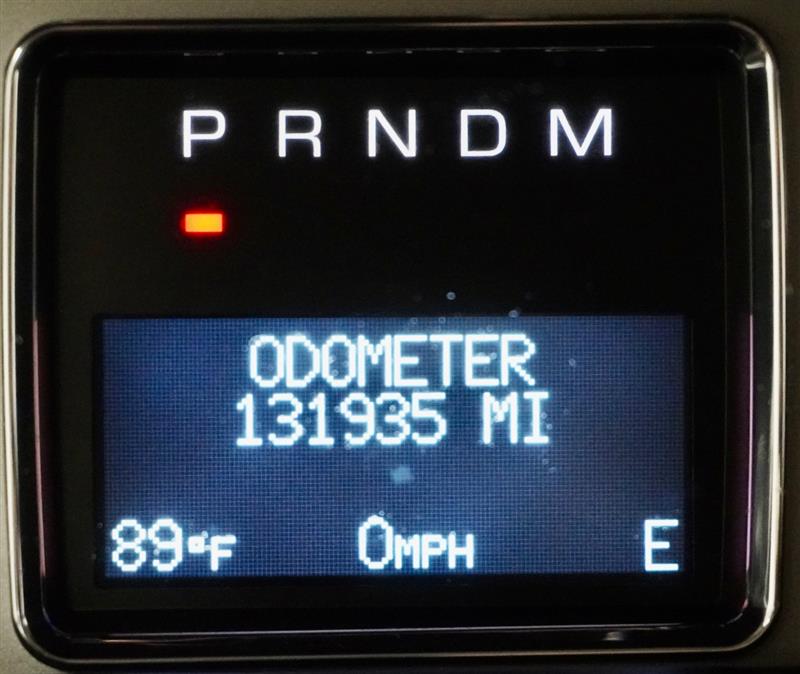 P R N D M
ODOMETER
131935 MI
89°F 0MPH E